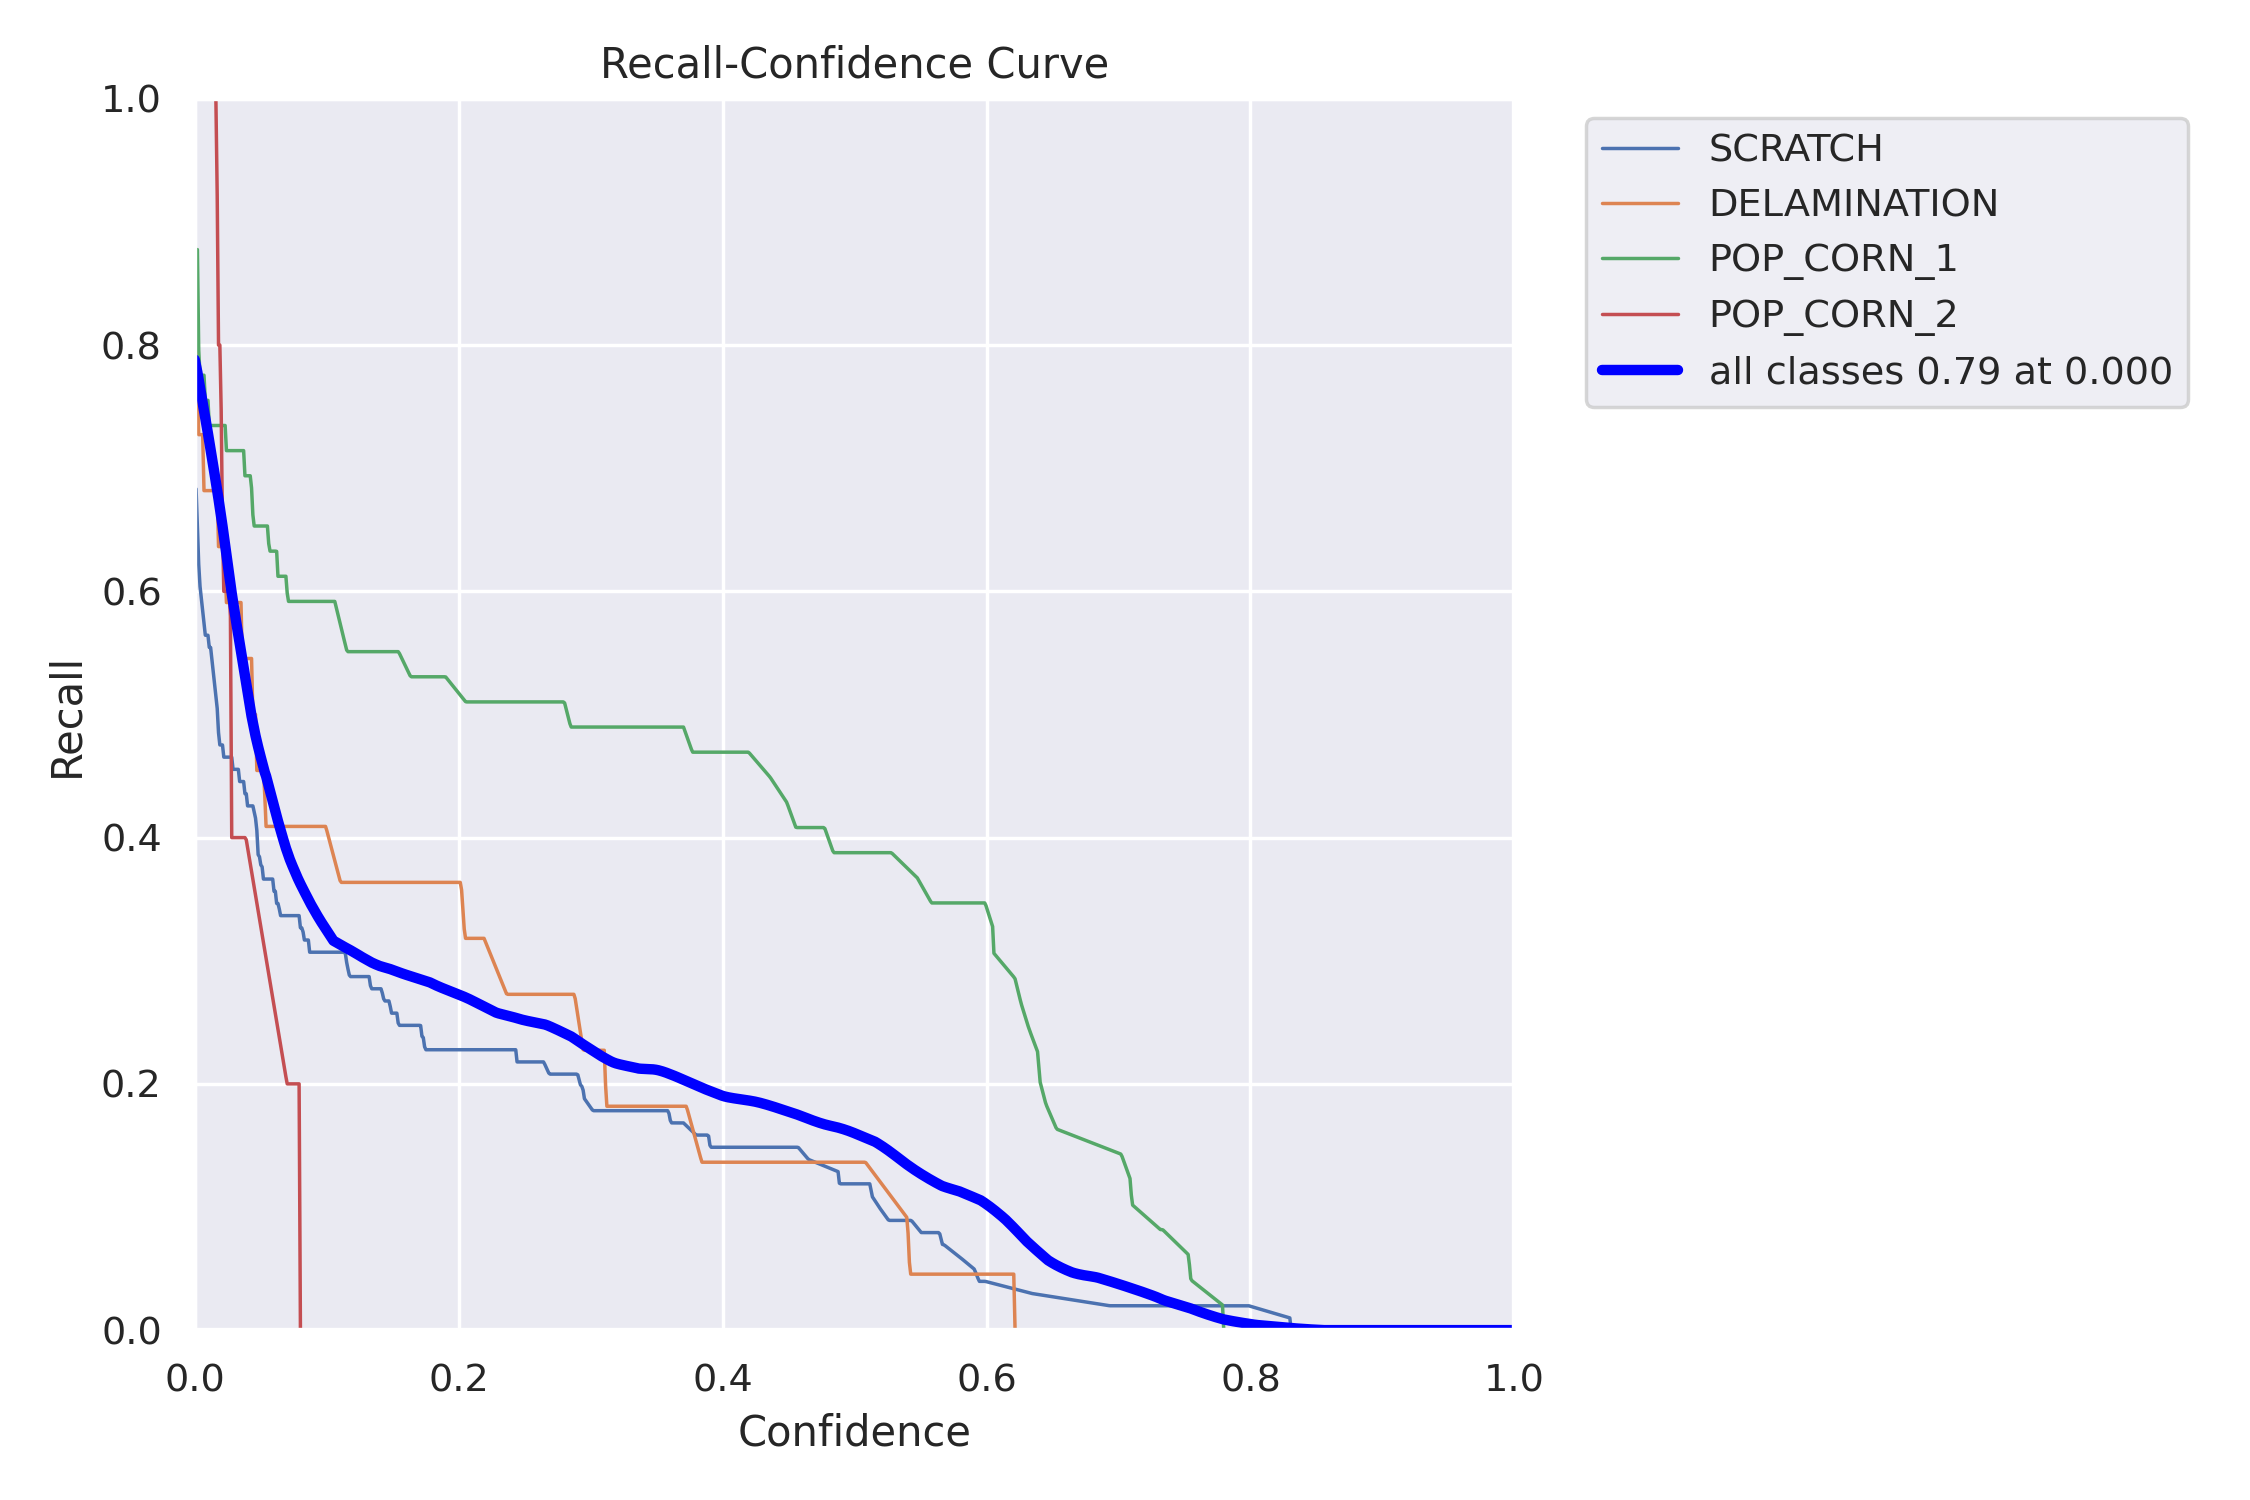 Recall-Confidence Curve
1.0
0.8
0.6
0.4
0.2
0.0
Recall
0.0 0.2 0.4 0.6 0.8 1.0
Confidence
SCRATCH
DELAMINATION
POP_CORN_1
POP_CORN_2
all classes 0.79 at 0.000